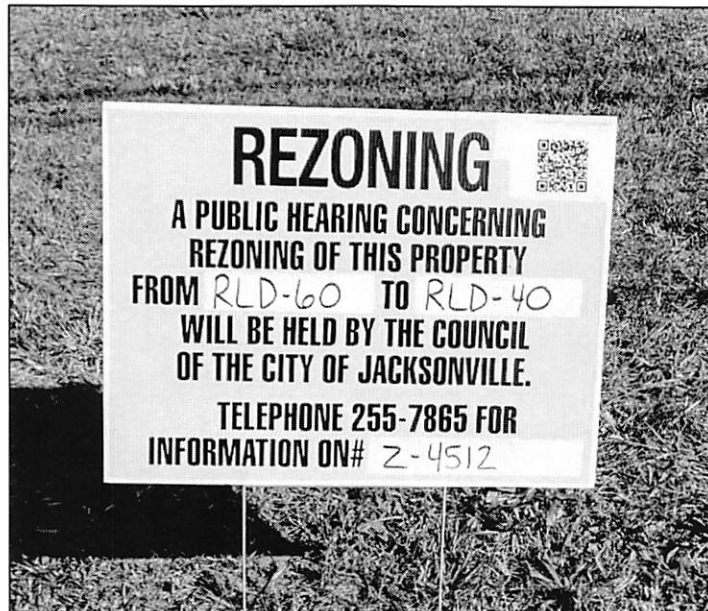 REZONING
A PUBLIC HEARING CONCERNING
REZONING OF THIS PROPERTY
FROM RLD-60 TO RLD-40
WILL BE HELD BY THE COUNCIL
OF THE CITY OF JACKSONVILLE.
TELEPHONE 255-7865 FOR
INFORMATION ON# Z-4512